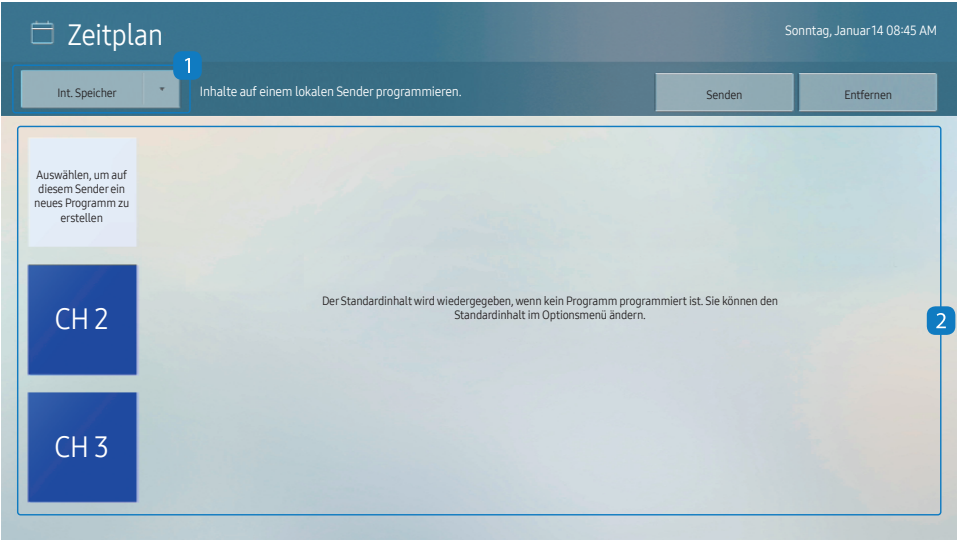 Zeitplan
Sonntag, Januar 14 08:45 AM
1
Int. Speicher
Inhalte auf einem lokalen Sender programmieren.
Senden
Entfernen
Auswählen, um auf
diesem Sender ein
neues Programm zu
erstellen
CH 2
Der Standardinhalt wird wiedergegeben, wenn kein Programm programmiert ist. Sie können den
Standardinhalt im Optionsmenü ändern.
2
CH 3